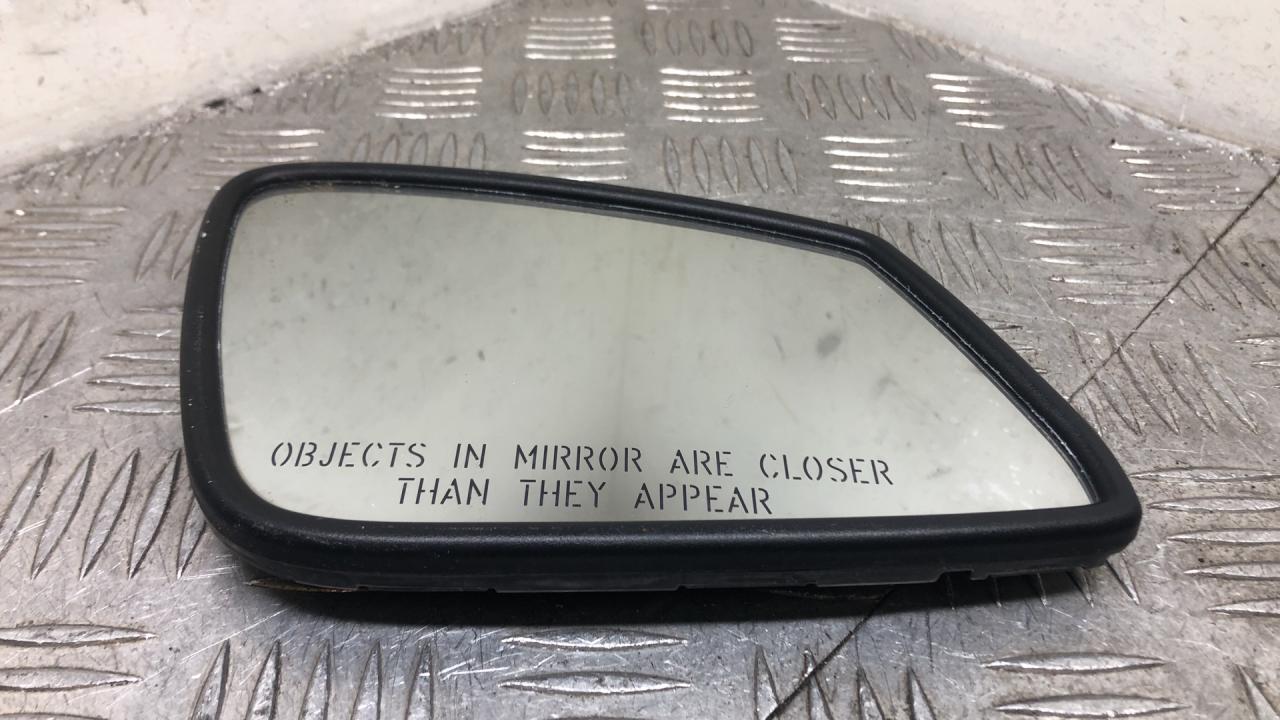 OBJECTS IN MIRROR ARE CLOSER
THAN THEY APPEAR